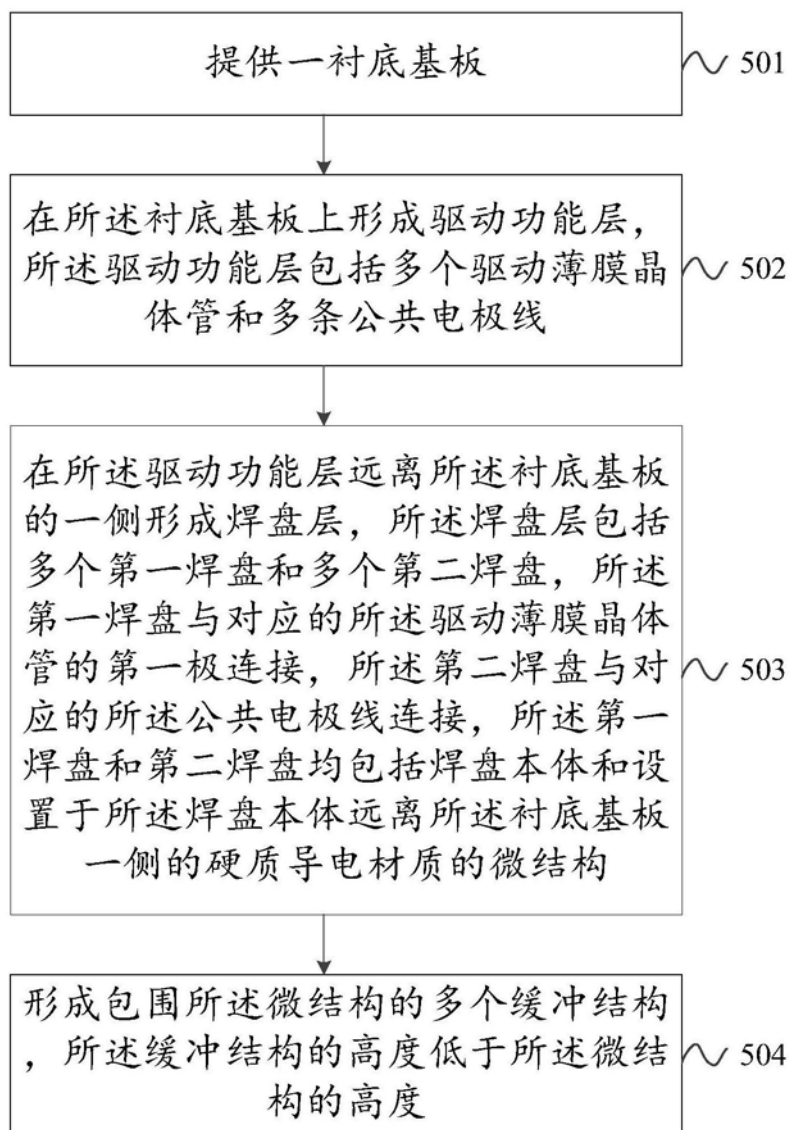 提供一衬底基板
501
在所述衬底基板上形成驱动功能层，
所述驱动功能层包括多个驱动薄膜晶
体管和多条公共电极线
502
在所述驱动功能层远离所述衬底基板
的一侧形成焊盘层，所述焊盘层包括
多个第一焊盘和多个第二焊盘，所述
第一焊盘与对应的所述驱动薄膜晶体
管的第一极连接，所述第二焊盘与对
应的所述公共电极线连接，所述第一
焊盘和第二焊盘均包括焊盘本体和设
置于所述焊盘本体远离所述衬底基板
一侧的硬质导电材质的微结构
503
形成包围所述微结构的多个缓冲结构
，所述缓冲结构的高度低于所述微结
构的高度
504